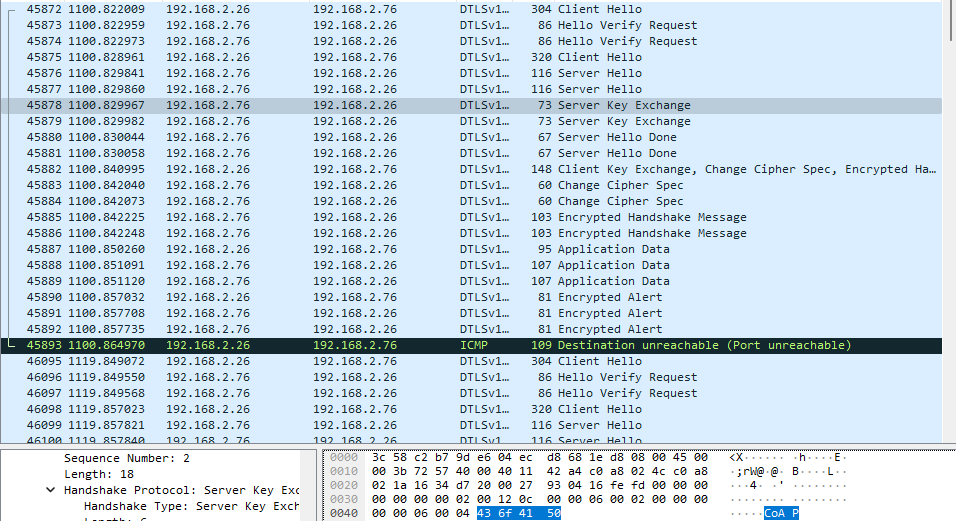 45872 1100.822009 192.168.2.26 192.168.2.76 DTLSv1… 304 Client Hello
45873 1100.822959 192.168.2.76 192.168.2.26 DTLSv1… 86 Hello Verify Request
45874 1100.822973 192.168.2.76 192.168.2.26 DTLSv1… 86 Hello Verify Request
45875 1100.828961 192.168.2.26 192.168.2.76 DTLSv1… 320 Client Hello
45876 1100.829841 192.168.2.76 192.168.2.26 DTLSv1… 116 Server Hello
45877 1100.829860 192.168.2.76 192.168.2.26 DTLSv1… 116 Server Hello
45878 1100.829967 192.168.2.76 192.168.2.26 DTLSv1… 73 Server Key Exchange
45879 1100.829982 192.168.2.76 192.168.2.26 DTLSv1… 73 Server Key Exchange
45880 1100.830044 192.168.2.76 192.168.2.26 DTLSv1… 67 Server Hello Done
45881 1100.830058 192.168.2.76 192.168.2.26 DTLSv1… 67 Server Hello Done
45882 1100.840995 192.168.2.26 192.168.2.76 DTLSv1… 148 Client Key Exchange, Change Cipher Spec, Encrypted Ha…
45883 1100.842040 192.168.2.76 192.168.2.26 DTLSv1… 60 Change Cipher Spec
45884 1100.842073 192.168.2.76 192.168.2.26 DTLSv1… 60 Change Cipher Spec
45885 1100.842225 192.168.2.76 192.168.2.26 DTLSv1… 103 Encrypted Handshake Message
45886 1100.842248 192.168.2.76 192.168.2.26 DTLSv1… 103 Encrypted Handshake Message
45887 1100.850260 192.168.2.26 192.168.2.76 DTLSv1… 95 Application Data
45888 1100.851091 192.168.2.76 192.168.2.26 DTLSv1… 107 Application Data
45889 1100.851120 192.168.2.76 192.168.2.26 DTLSv1… 107 Application Data
45890 1100.857032 192.168.2.26 192.168.2.76 DTLSv1… 81 Encrypted Alert
45891 1100.857708 192.168.2.76 192.168.2.26 DTLSv1… 81 Encrypted Alert
45892 1100.857735 192.168.2.76 192.168.2.26 DTLSv1… 81 Encrypted Alert
45893 1100.864970 192.168.2.26 192.168.2.76 ICMP 109 Destination unreachable (Port unreachable)
46095 1119.849072 192.168.2.26 192.168.2.76 DTLSv1… 304 Client Hello
46096 1119.849550 192.168.2.76 192.168.2.26 DTLSv1… 86 Hello Verify Request
46097 1119.849568 192.168.2.76 192.168.2.26 DTLSv1… 86 Hello Verify Request
46098 1119.857023 192.168.2.26 192.168.2.76 DTLSv1… 320 Client Hello
46099 1119.857821 192.168.2.76 192.168.2.26 DTLSv1… 116 Server Hello
46100 1119.857840 192.168.2.76 192.168.2.26 DTLSv1… 116 Server Hello
Sequence Number: 2
Length: 18
Handshake Protocol: Server Key Exc
Handshake Type: Server Key Exch
Length: 6
0000 3c 58 c2 b7 9d e6 04 ec d8 68 1e d8 08 00 45 00 <X·······h····E·
0010 00 3b 72 57 40 00 40 11 42 a4 c0 a8 02 4c c0 a8 ·;rW@·@·B····L··
0020 02 1a 16 34 d7 20 00 27 93 04 16 fe fd 00 00 00 ···4· ·'········
0030 00 00 00 00 02 00 12 0c 00 00 06 00 02 00 00 00 ················
0040 00 00 06 00 04 43 6f 41 50 ·····CoA P